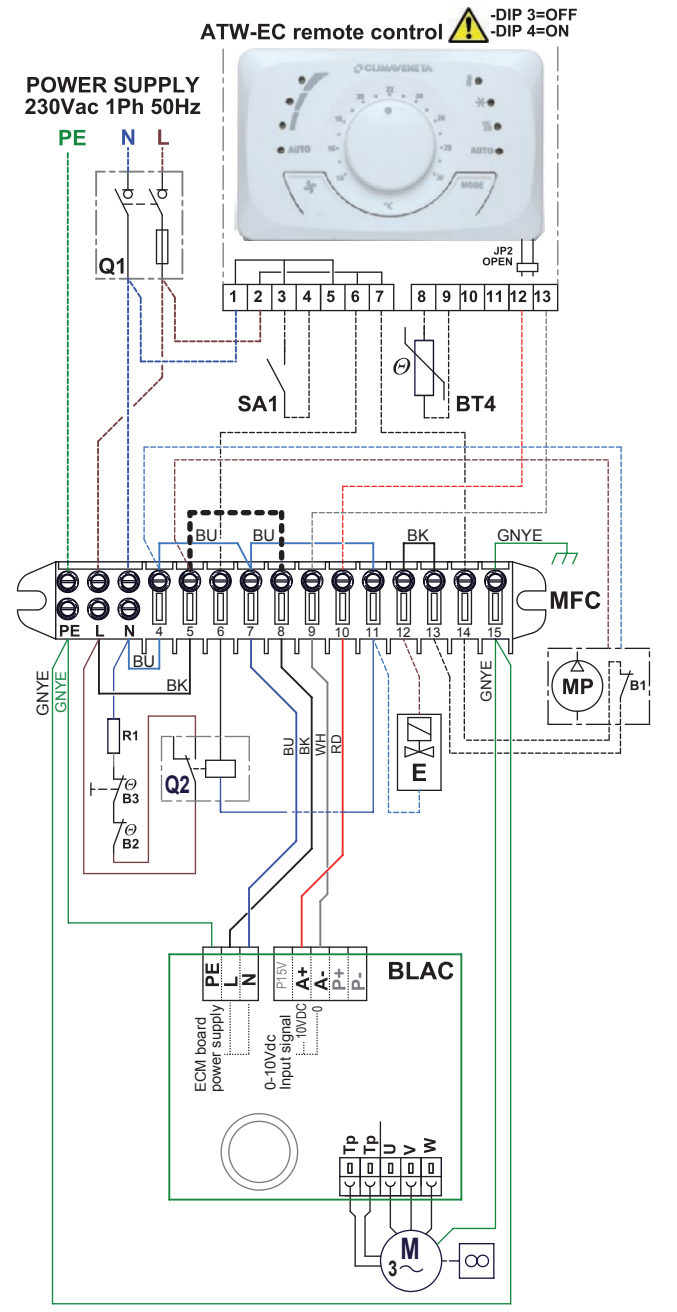 ATW-EC remote control
-DIP 3=OFF
-DIP 4=ON
POWER SUPPLY
230Vac 1Ph 50Hz
PE N L
CLIMAVENETA
AUTO AUTO
MODE
°C
Q1
JP2
OPEN
1 2 3 4 5 6 7 8 9 10 11 12 13
SA1
Θ
BT4
BU BU BK GNYE
MFC
PE L N 4 5 6 7 8 9 10 11 12 13 14 15
BU
BK
GNYE
GNYE
GNYE
MP
B1
R1
Θ
B3
Θ
B2
Q2
BU
BK
WH
RD
E
PE
L
N
P15V
A+
A-
P+
P-
BLAC
ECM board
power supply
0-10Vdc
Input signal
10VDC
0
Tp
Tp
U
V
W
M
3